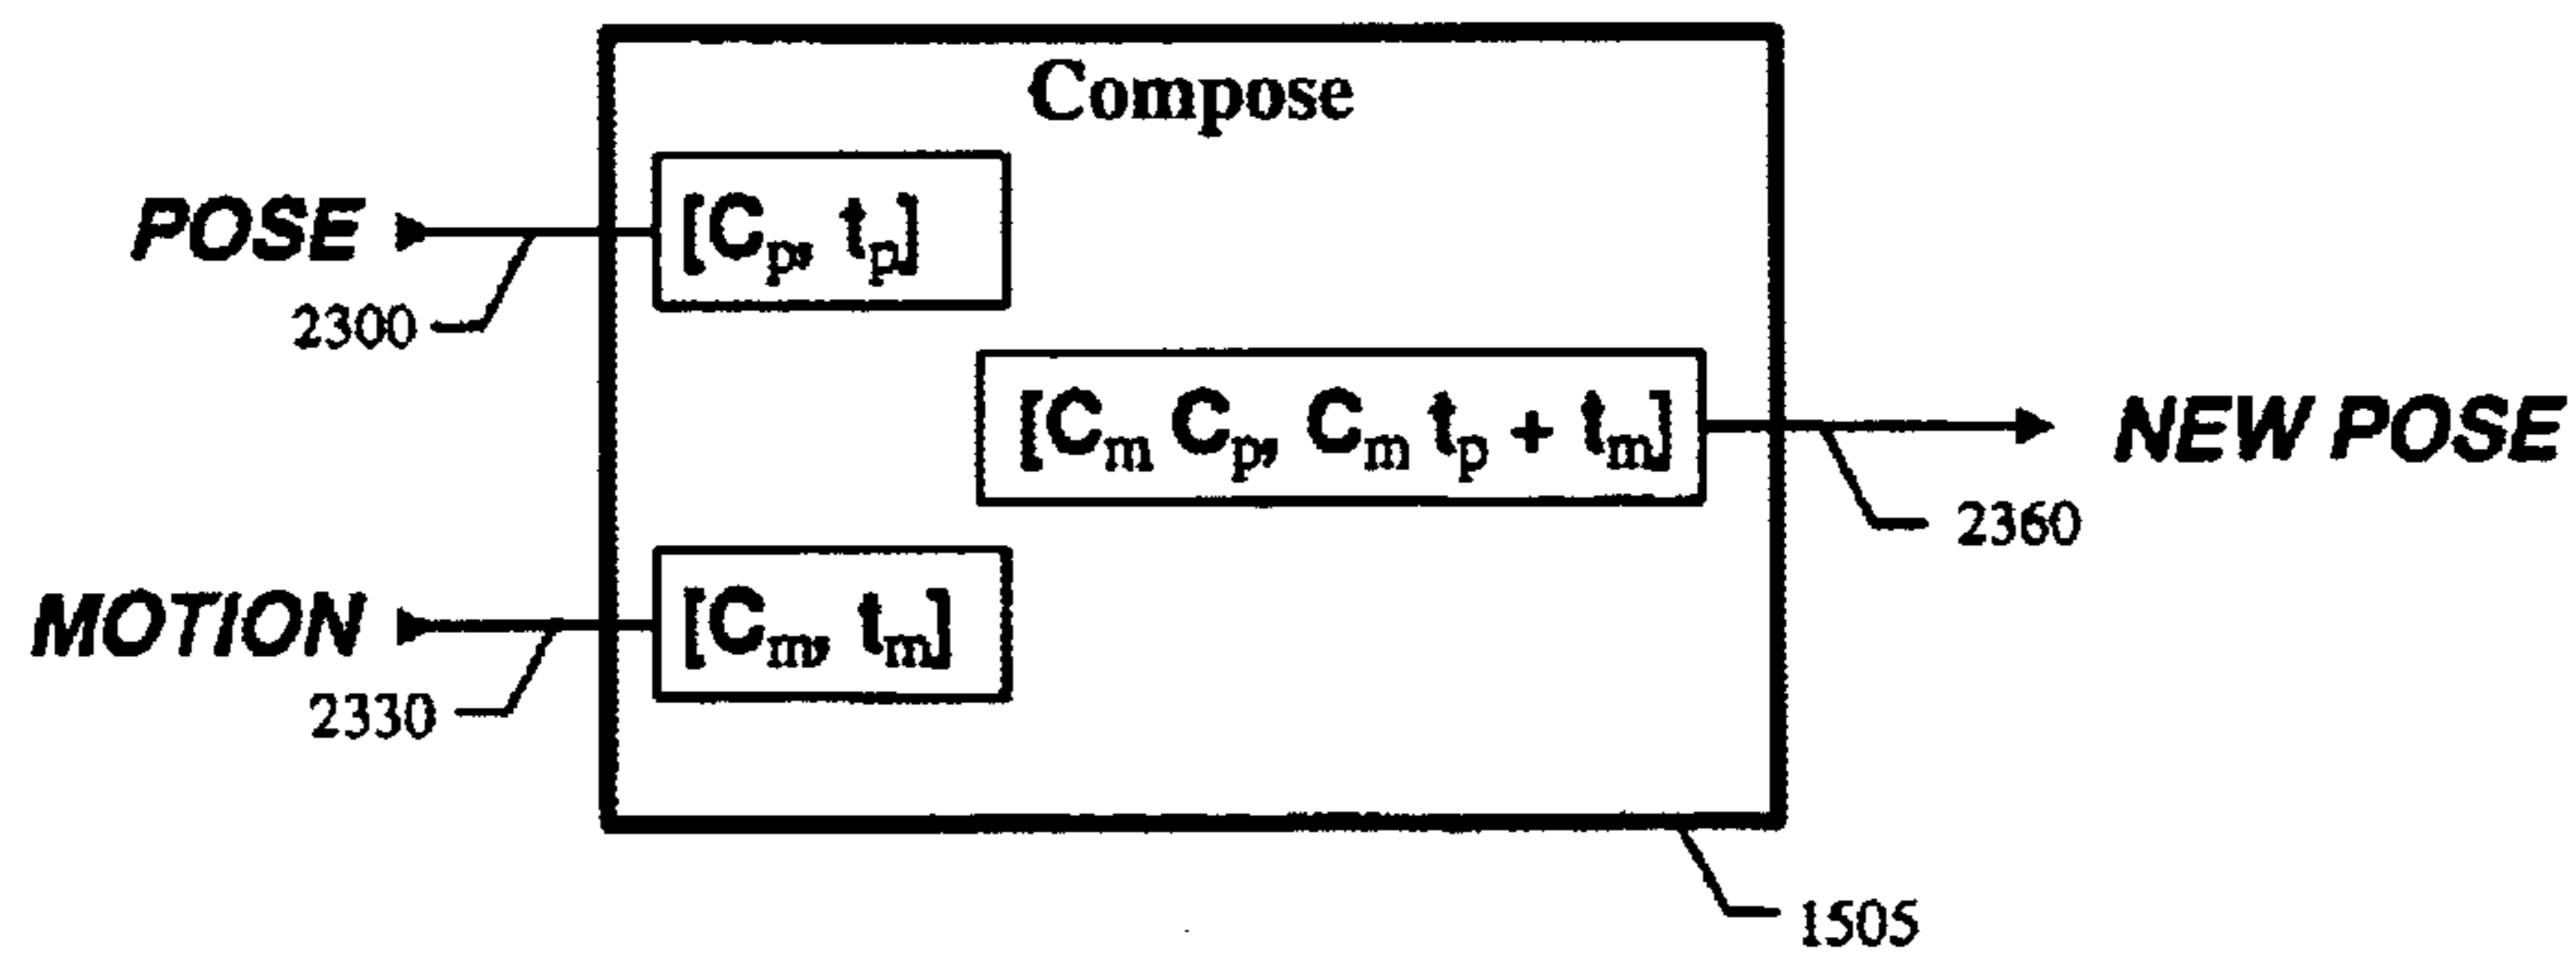 Compose
POSE
[Cp, tp]
2300
[Cm Cp, Cm tp + tm]
NEW POSE
2360
MOTION
[Cm, tm]
2330
1505